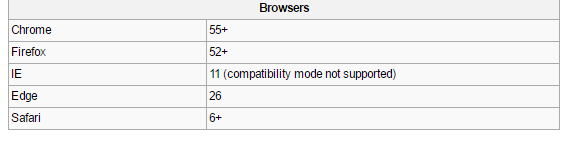 Browsers
Chrome 55+
Firefox 52+
IE 11 (compatibility mode not supported)
Edge 26
Safari 6+